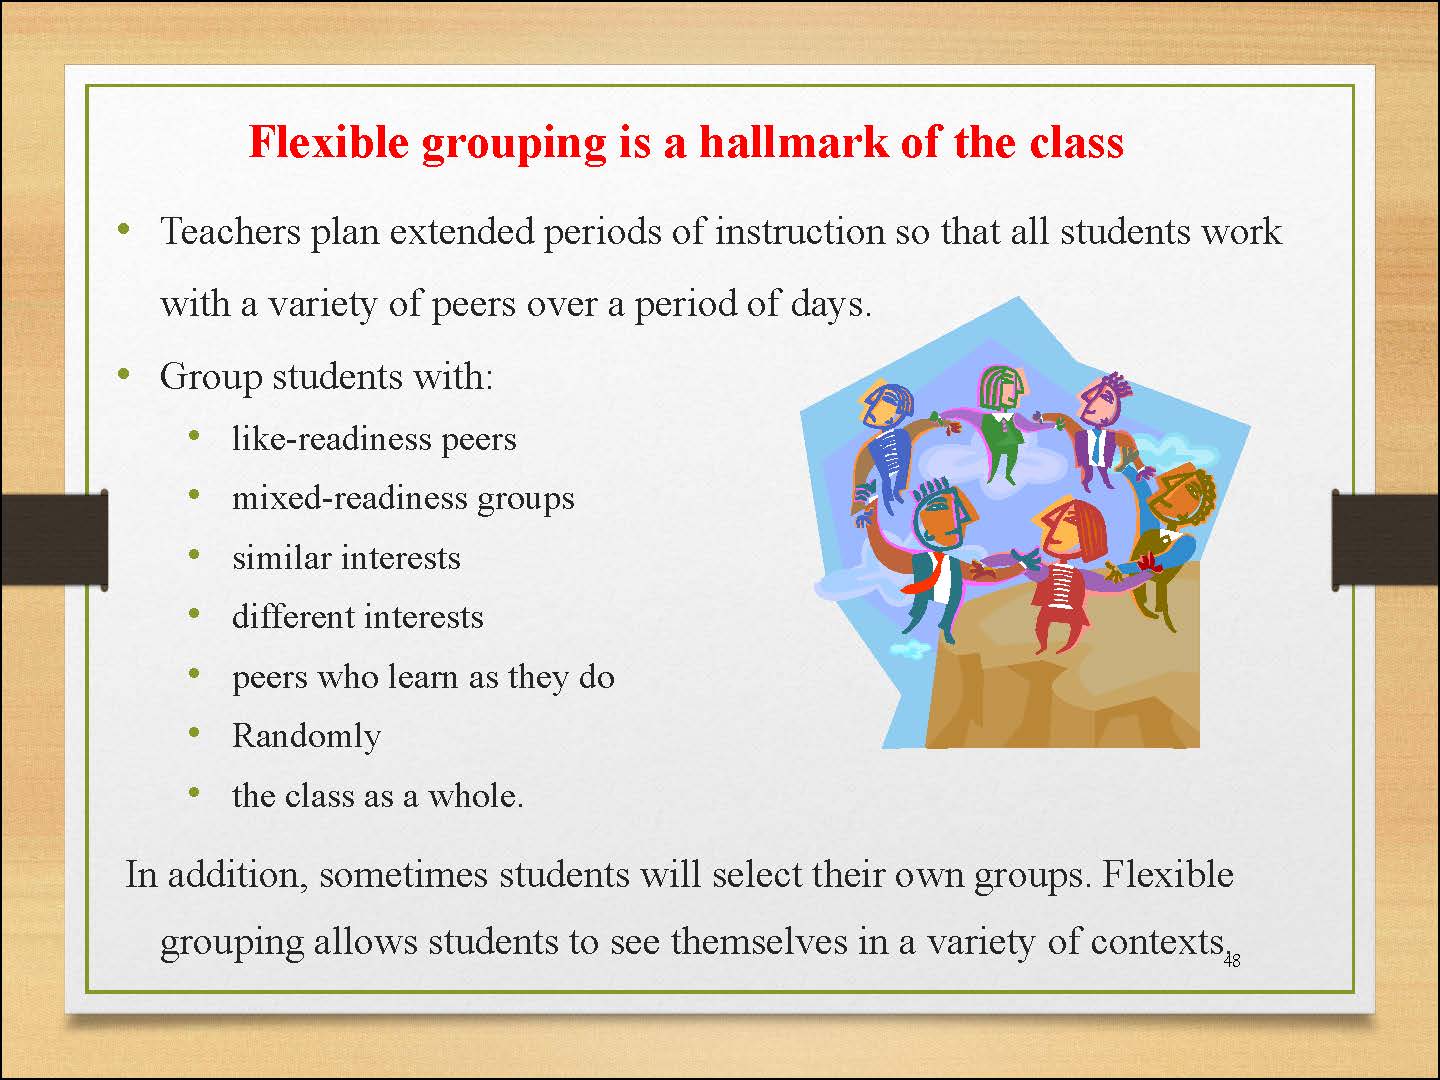 Flexible grouping is a hallmark of the class
• Teachers plan extended periods of instruction so that all students work
with a variety of peers over a period of days.
• Group students with:
• like-readiness peers
• mixed-readiness groups
• similar interests
• different interests
• peers who learn as they do
• Randomly
• the class as a whole.
In addition, sometimes students will select their own groups. Flexible
grouping allows students to see themselves in a variety of contexts.
48